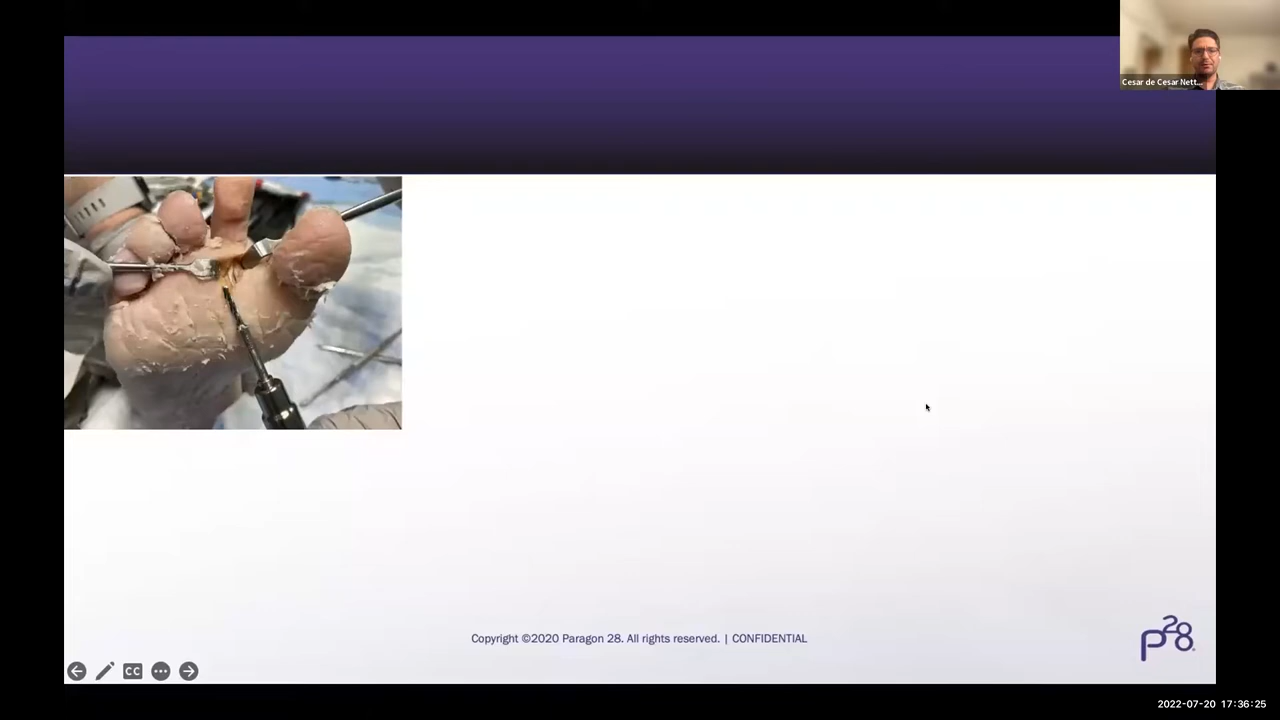 Cesar de Cesar Nett...
Copyright ©2020 Paragon 28. All rights reserved. | CONFIDENTIAL
p28
CC
2022-07-20 17:36:25